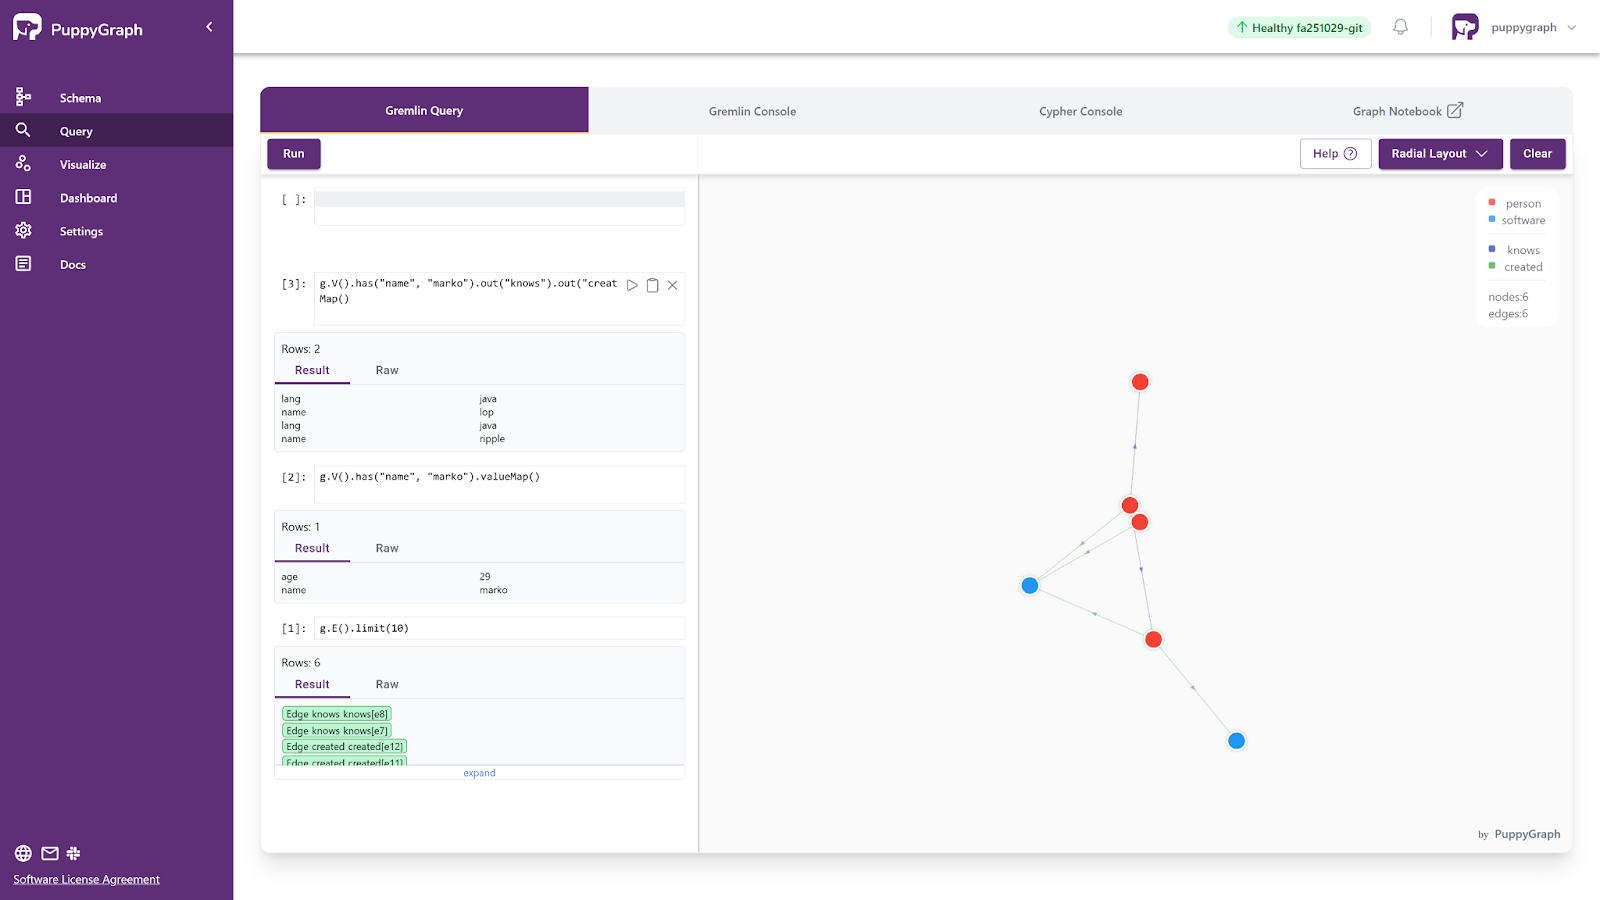 PuppyGraph
Healthy fa251029-git
puppygraph
Schema
Query
Visualize
Dashboard
Settings
Docs
Software License Agreement
Gremlin Query
Gremlin Console
Cypher Console
Graph Notebook
Run
Help
Radial Layout
Clear
[ ]:
[3]:
g.V().has("name", "marko").out("knows").out("creat
Map()
Rows: 2
Result Raw
lang java
name lop
lang java
name ripple
[2]:
g.V().has("name", "marko").valueMap()
Rows: 1
Result Raw
age 29
name marko
[1]:
g.E().limit(10)
Rows: 6
Result Raw
Edge knows knows[e8]
Edge knows knows[e7]
Edge created created[e12]
Edge created created[e11]
expand
person
software
knows
created
nodes:6
edges:6
by PuppyGraph